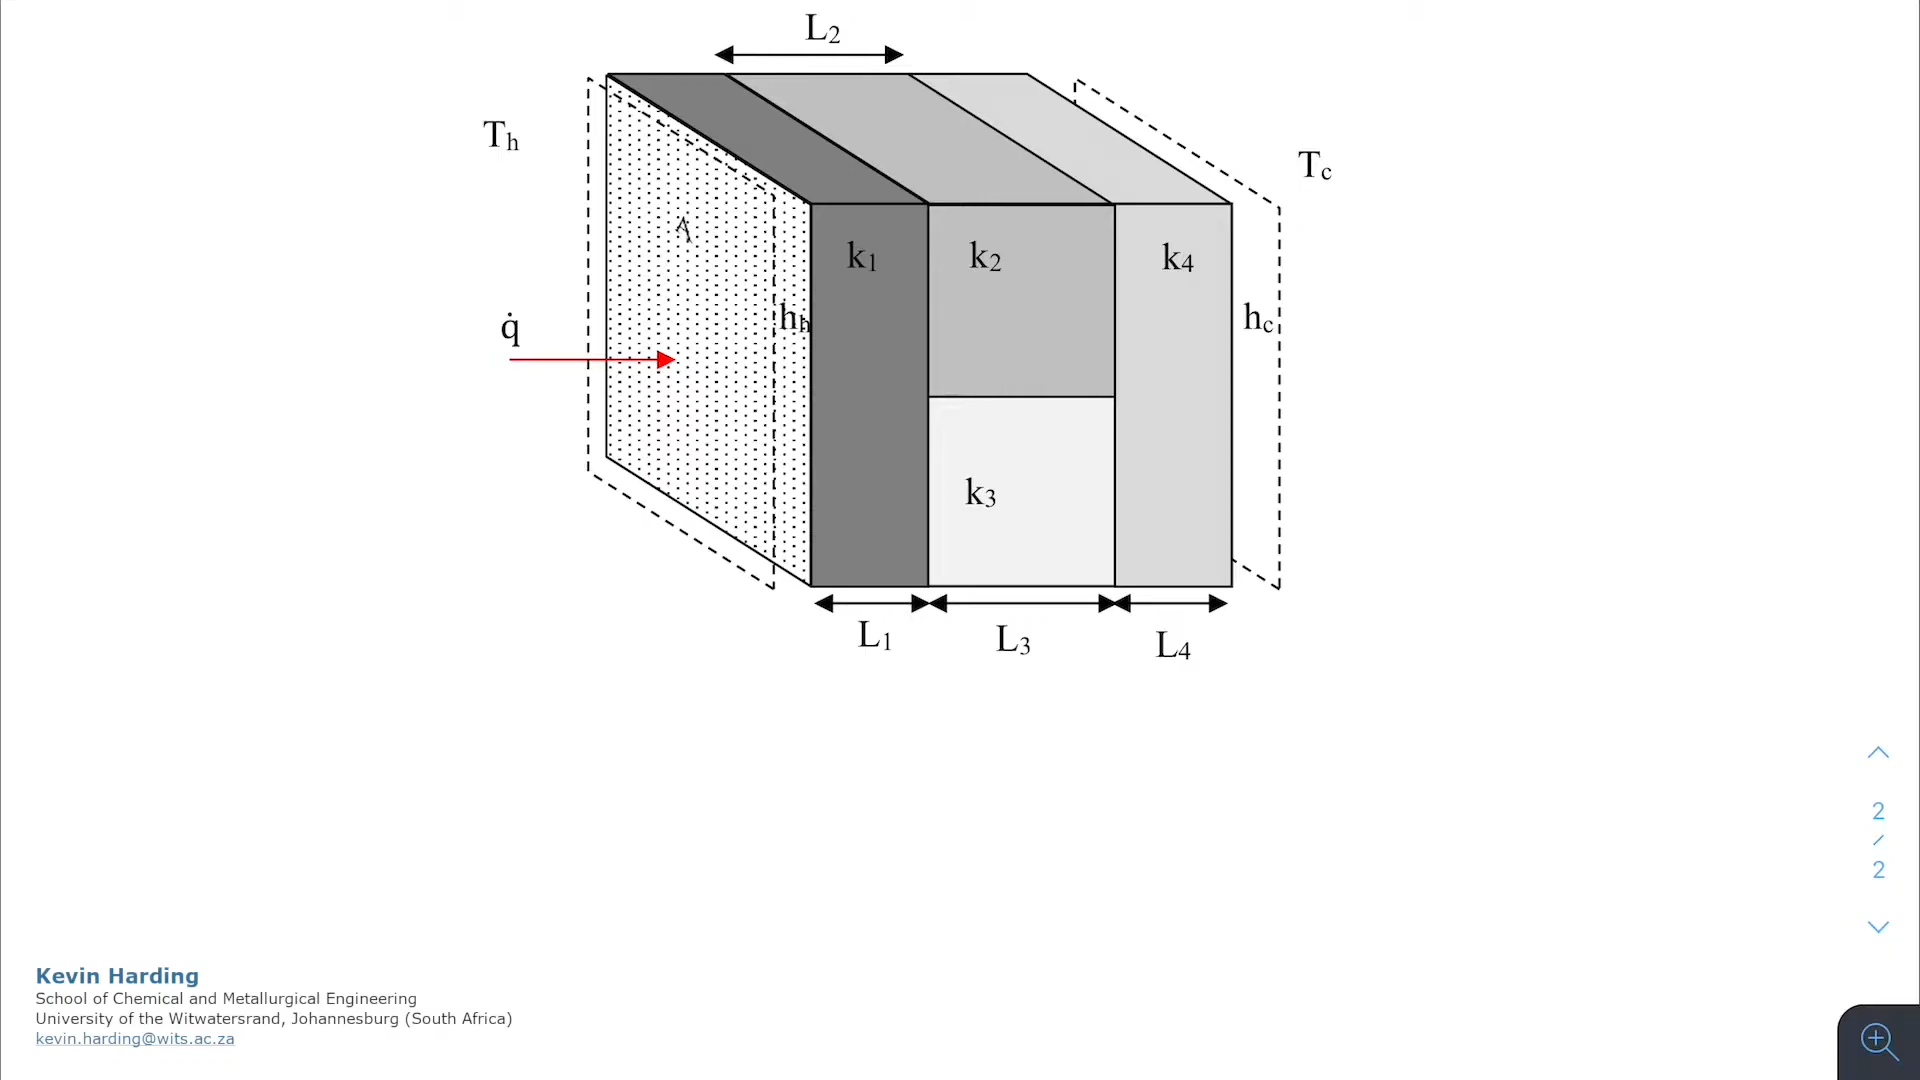 L₂
Tₕ
T꜀
A
k₁
k₂
k₄
hₕ
h꜀
q̇
k₃
L₁
L₃
L₄
2
/
2
Kevin Harding
School of Chemical and Metallurgical Engineering
University of the Witwatersrand, Johannesburg (South Africa)
kevin.harding@wits.ac.za